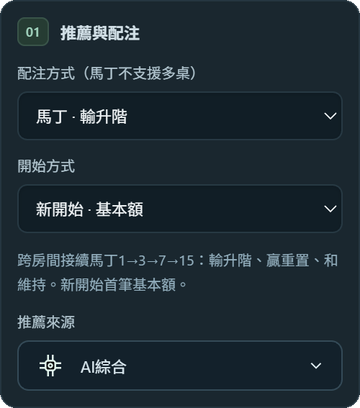 01 推薦與配注
配注方式（馬丁不支援多桌）
馬丁 · 輸升階
開始方式
新開始 · 基本額
跨房間接續馬丁1→3→7→15：輸升階、贏重置、和
維持。新開始首筆基本額。
推薦來源
AI綜合